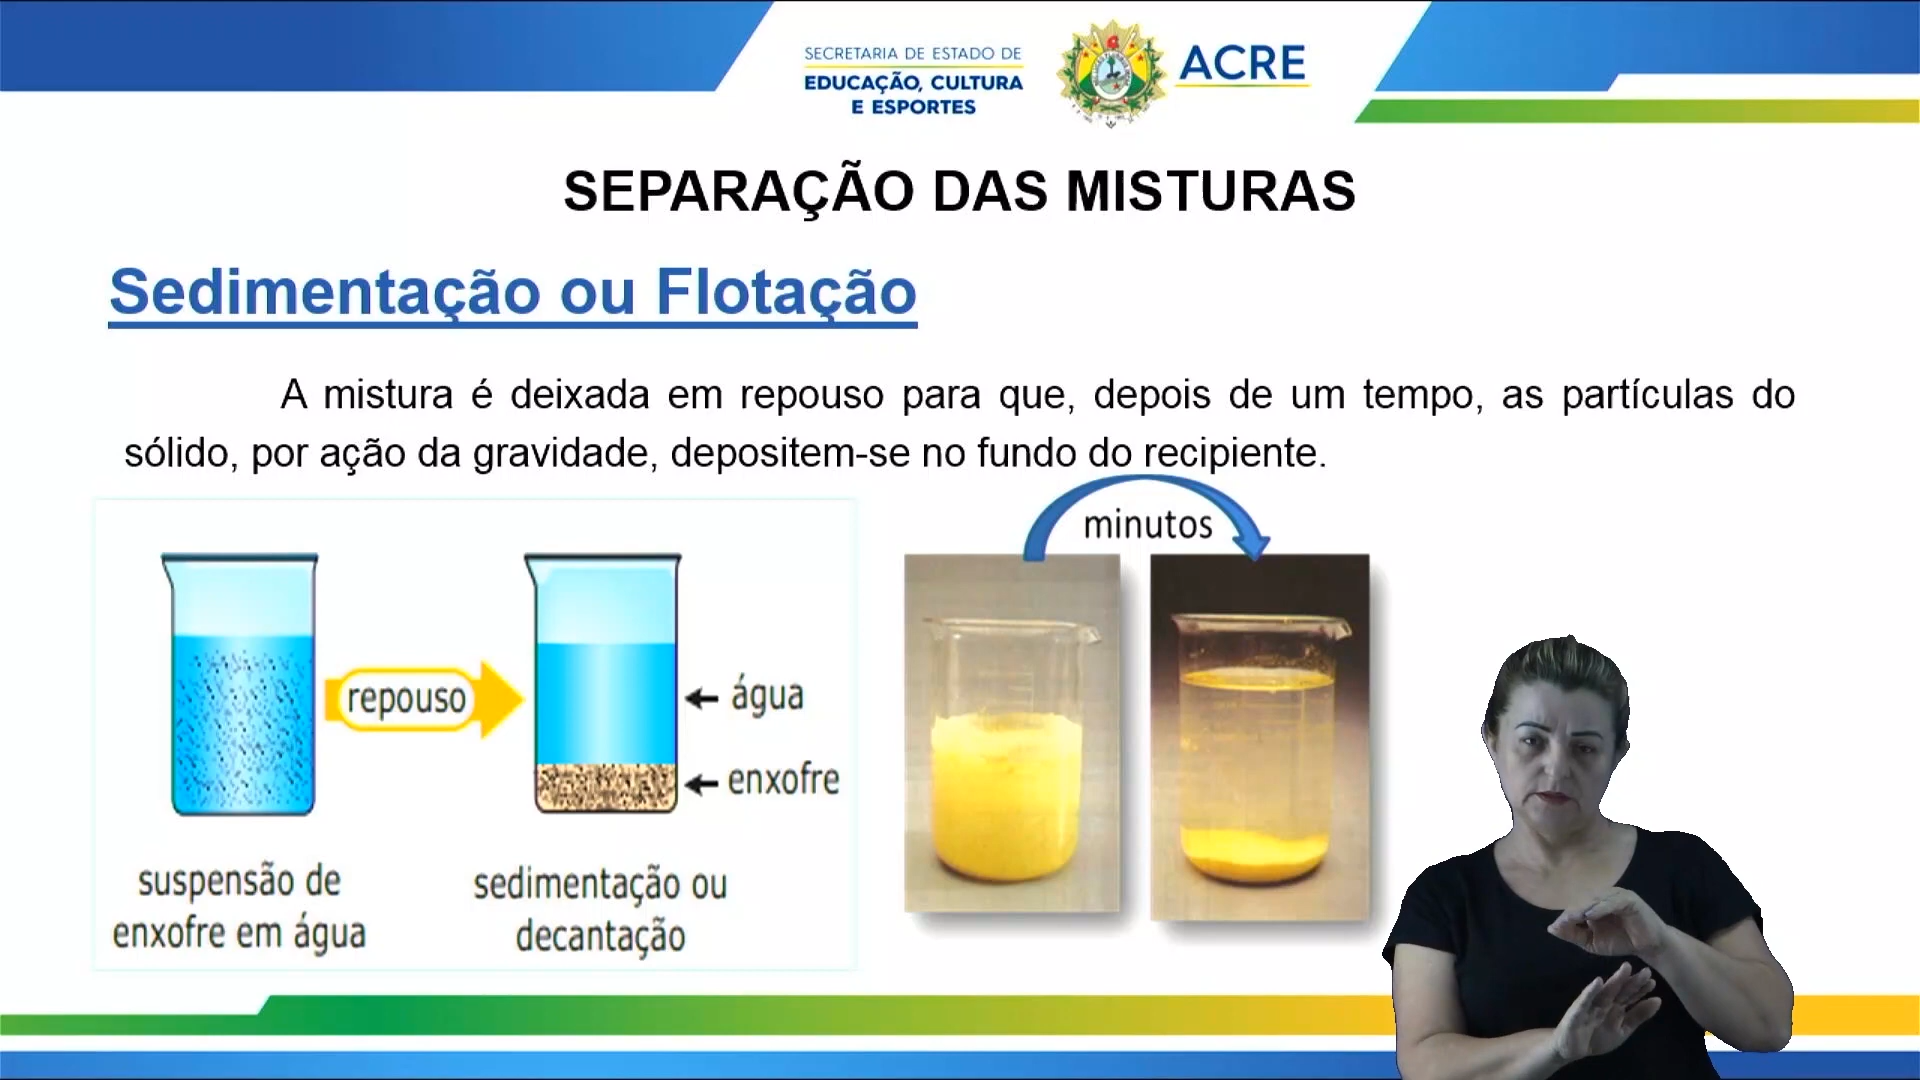 SECRETARIA DE ESTADO DE
EDUCAÇÃO, CULTURA
E ESPORTES
ACRE
SEPARAÇÃO DAS MISTURAS
Sedimentação ou Flotação
A mistura é deixada em repouso para que, depois de um tempo, as partículas do
sólido, por ação da gravidade, depositem-se no fundo do recipiente.
minutos
repouso
água
enxofre
suspensão de
enxofre em água
sedimentação ou
decantação